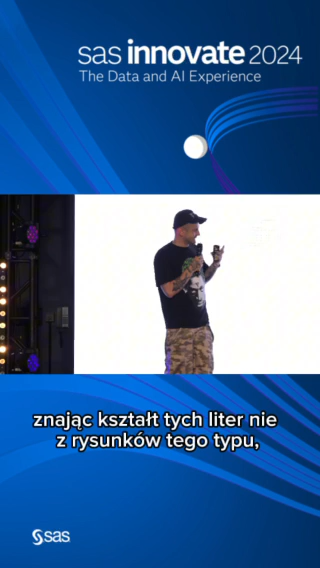 sas innovate 2024
The Data and AI Experience
znając kształt tych liter nie
z rysunków tego typu,
sas